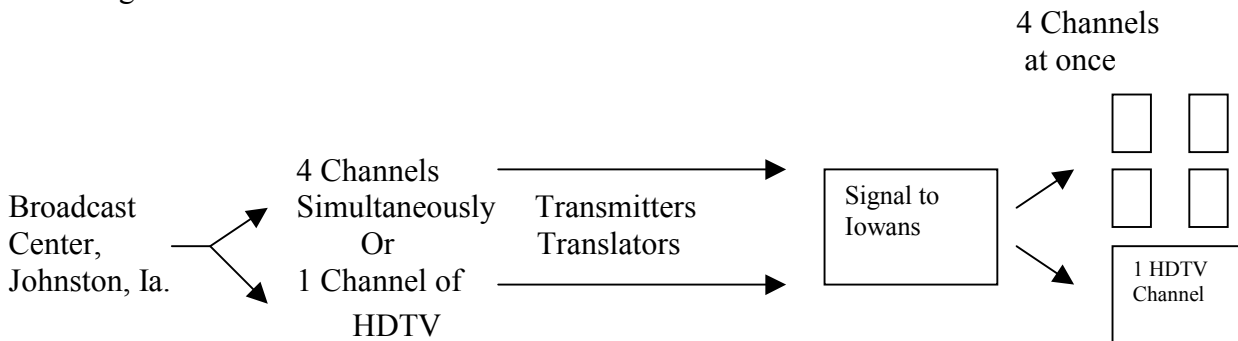 4 Channels
at once
4 Channels
Simultaneously
Or
1 Channel of
HDTV
Broadcast
Center,
Johnston, Ia.
Transmitters
Translators
Signal to
Iowans
1 HDTV
Channel